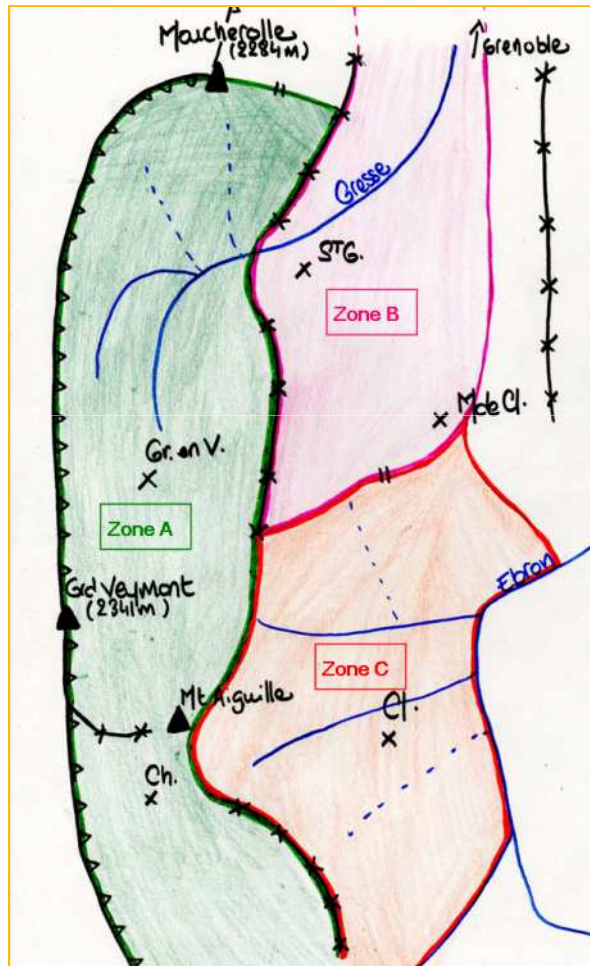 Moucherolle
(2284m)
Grenoble
Gresse
ST G.
Zone B
M de Cl.
Gr. en V.
Zone A
Grd Veymont
(2341m)
Ebron
Zone C
Mt Aiguille
Cl.
Ch.